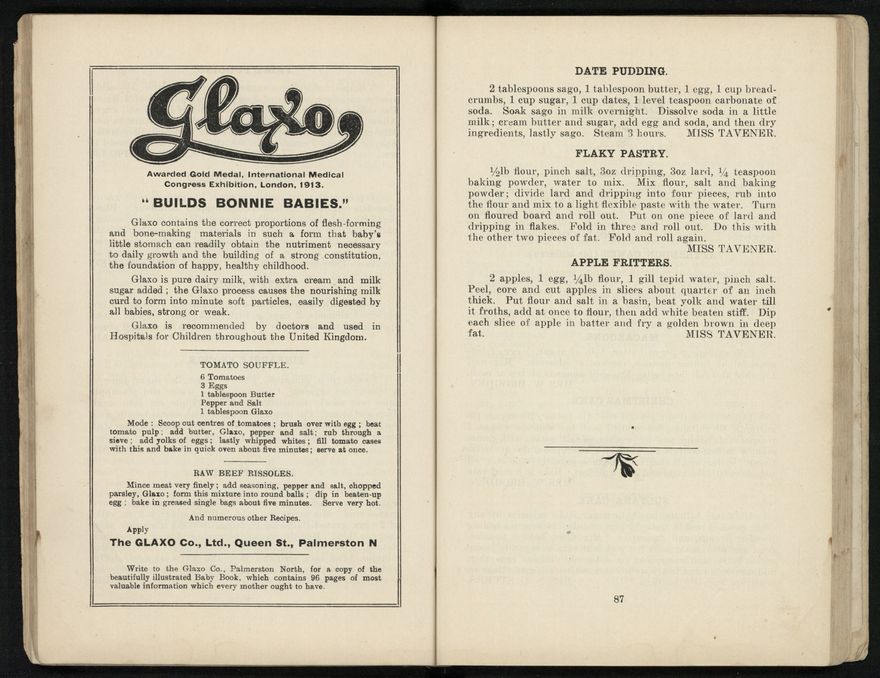 Glaxo
Awarded Gold Medal, International Medical
Congress Exhibition, London, 1913.
"BUILDS BONNIE BABIES."
Glaxo contains the correct proportions of flesh-forming
and bone-making materials in such a form that baby's
little stomach can readily obtain the nutriment necessary
to daily growth and the building of a strong constitution,
the foundation of happy, healthy childhood.
Glaxo is pure dairy milk, with extra cream and milk
sugar added; the Glaxo process causes the nourishing milk
curd to form into minute soft particles, easily digested by
all babies, strong or weak.
Glaxo is recommended by doctors and used in
Hospitals for Children throughout the United Kingdom.
TOMATO SOUFFLE.
6 Tomatoes
3 Eggs
1 tablespoon Butter
Pepper and Salt
1 tablespoon Glaxo
Mode: Scoop out centres of tomatoes; brush over with egg; beat
tomato pulp; add butter, Glaxo, pepper and salt; rub through a
sieve; add yolks of eggs; lastly whipped whites; fill tomato cases
with this and bake in quick oven about five minutes; serve at once.
RAW BEEF RISSOLES.
Mince meat very finely; add seasoning, pepper and salt, chopped
parsley, Glaxo; form this mixture into round balls; dip in beaten-up
egg; bake in greased single bags about five minutes. Serve very hot.
And numerous other Recipes.
Apply
The GLAXO Co., Ltd., Queen St., Palmerston N
Write to the Glaxo Co., Palmerston North, for a copy of the
beautifully illustrated Baby Book, which contains 96 pages of most
valuable information which every mother ought to have.
DATE PUDDING.
2 tablespoons sago, 1 tablespoon butter, 1 egg, 1 cup bread-
crumbs, 1 cup sugar, 1 cup dates, 1 level teaspoon carbonate of
soda. Soak sago in milk overnight. Dissolve soda in a little
milk; cream butter and sugar, add egg and soda, and then dry
ingredients, lastly sago. Steam 3 hours. MISS TAVENER.
FLAKY PASTRY.
½lb flour, pinch salt, 3oz dripping, 3oz lard, ¼ teaspoon
baking powder, water to mix. Mix flour, salt and baking
powder; divide lard and dripping into four pieces, rub into
the flour and mix to a light flexible paste with the water. Turn
on floured board and roll out. Put on one piece of lard and
dripping in flakes. Fold in three and roll out. Do this with
the other two pieces of fat. Fold and roll again.
MISS TAVENER.
APPLE FRITTERS.
2 apples, 1 egg, ¼lb flour, 1 gill tepid water, pinch salt.
Peel, core and cut apples in slices about quarter of an inch
thick. Put flour and salt in a basin, beat yolk and water till
it froths, add at once to flour, then add white beaten stiff. Dip
each slice of apple in batter and fry a golden brown in deep
fat. MISS TAVENER.
87